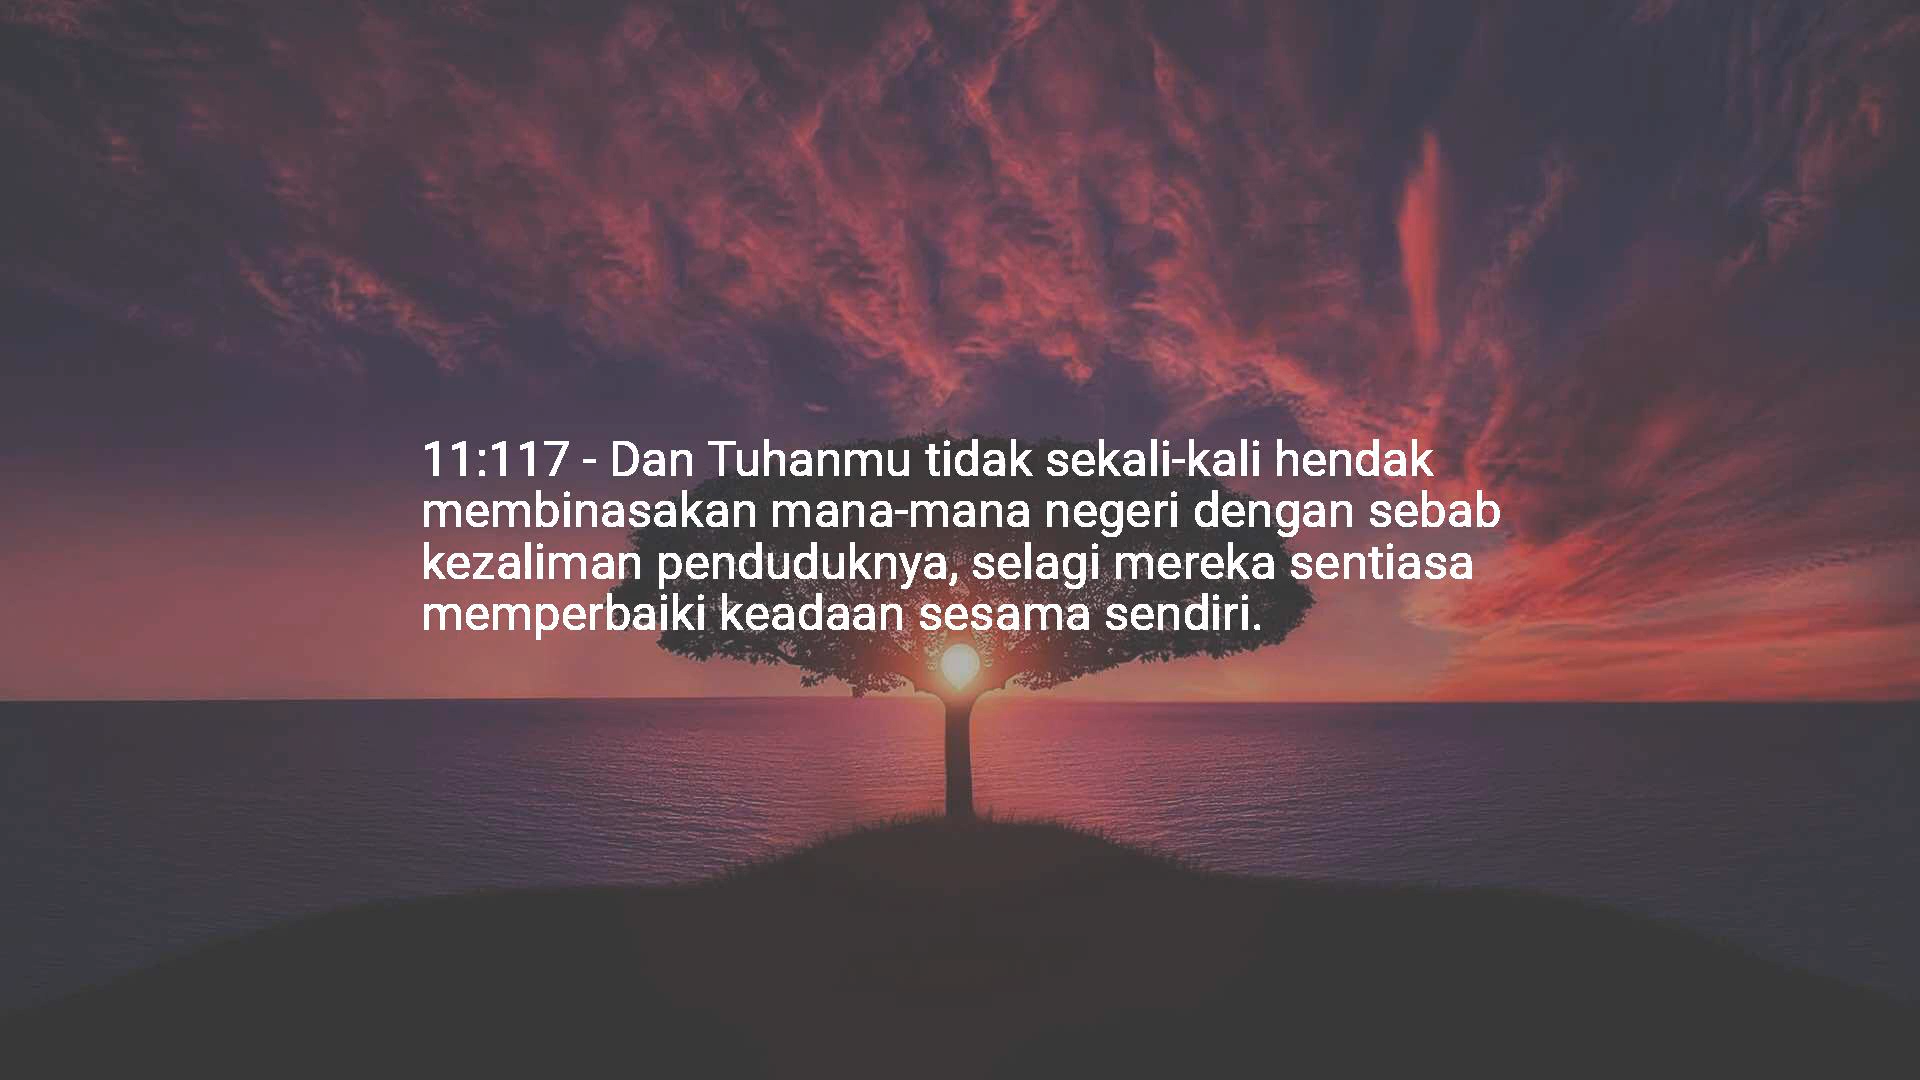 11:117 - Dan Tuhanmu tidak sekali-kali hendak
membinasakan mana-mana negeri dengan sebab
kezaliman penduduknya, selagi mereka sentiasa
memperbaiki keadaan sesama sendiri.